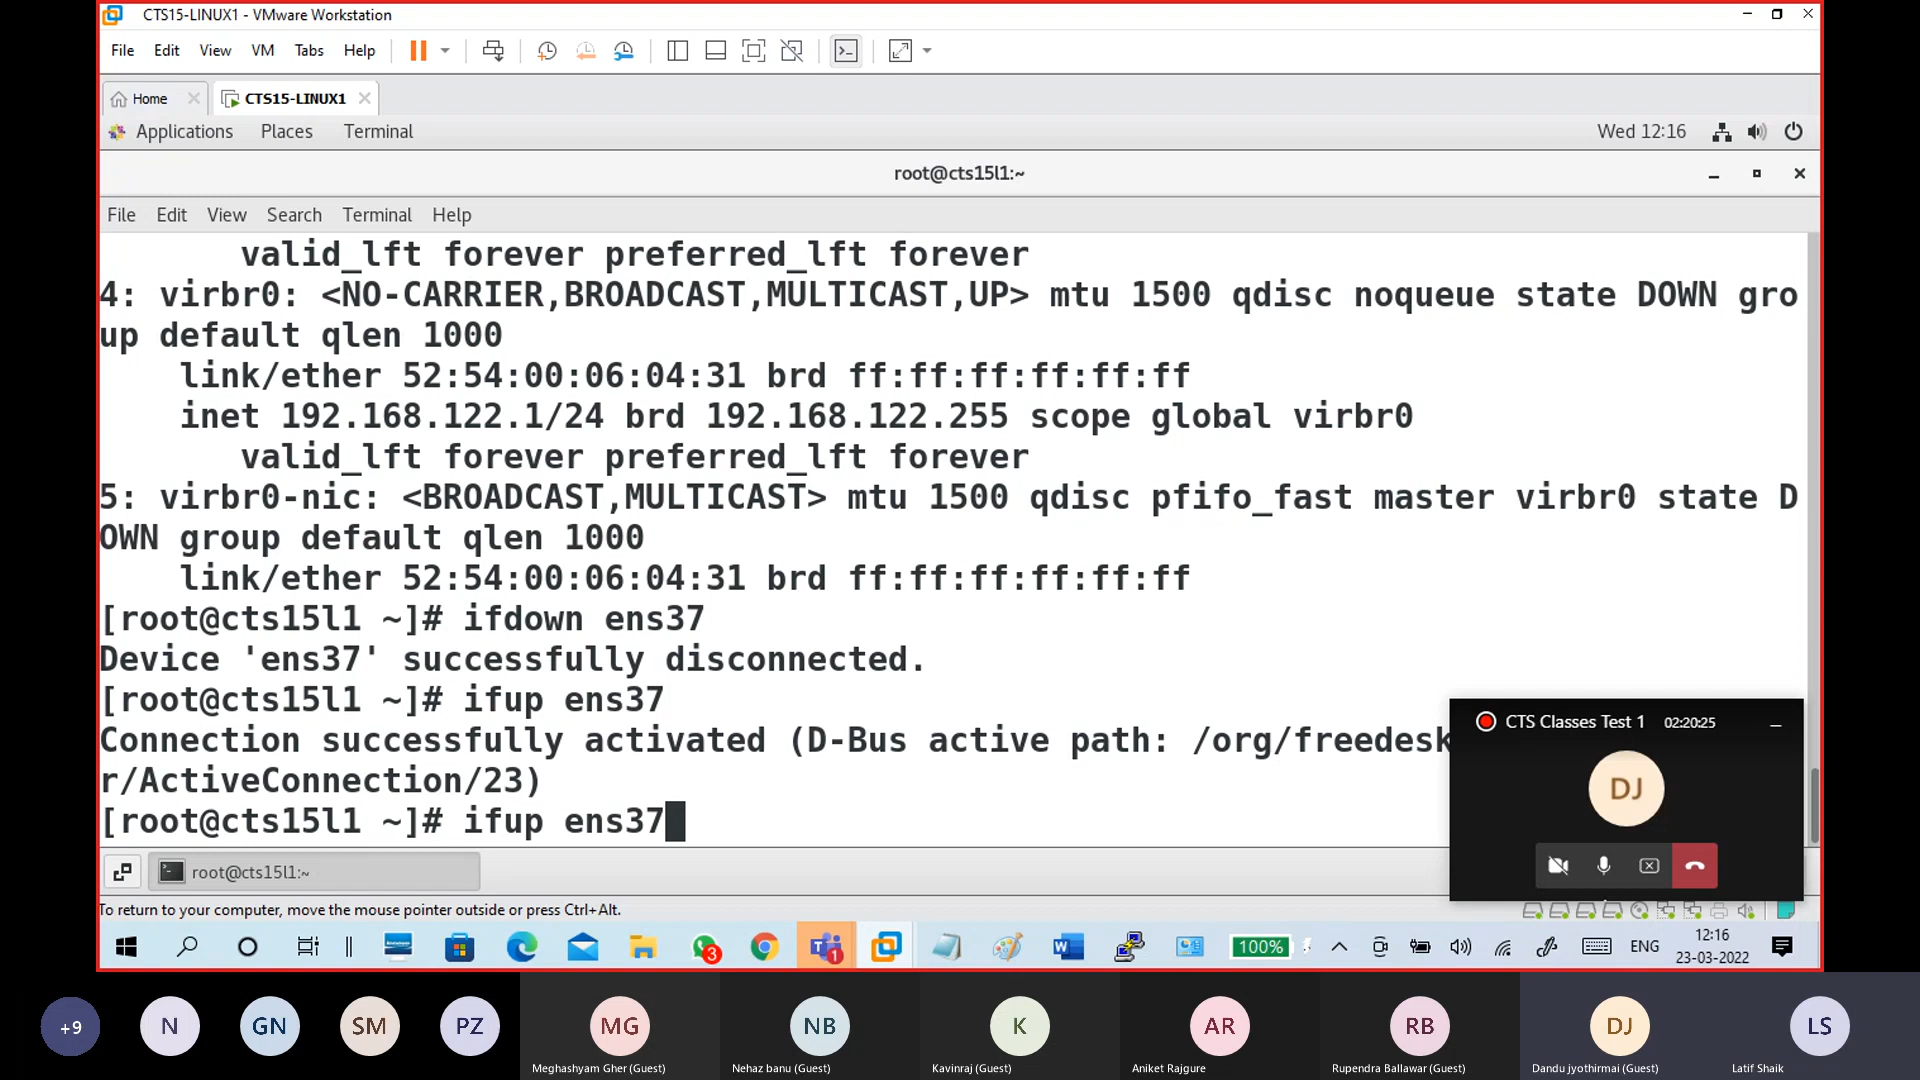 CTS15-LINUX1 - VMware Workstation
File Edit View VM Tabs Help
Home CTS15-LINUX1
Applications Places Terminal Wed 12:16
root@cts15l1:~
File Edit View Search Terminal Help
valid_lft forever preferred_lft forever
4: virbr0: <NO-CARRIER,BROADCAST,MULTICAST,UP> mtu 1500 qdisc noqueue state DOWN gro
up default qlen 1000
link/ether 52:54:00:06:04:31 brd ff:ff:ff:ff:ff:ff
inet 192.168.122.1/24 brd 192.168.122.255 scope global virbr0
valid_lft forever preferred_lft forever
5: virbr0-nic: <BROADCAST,MULTICAST> mtu 1500 qdisc pfifo_fast master virbr0 state D
OWN group default qlen 1000
link/ether 52:54:00:06:04:31 brd ff:ff:ff:ff:ff:ff
[root@cts15l1 ~]# ifdown ens37
Device 'ens37' successfully disconnected.
[root@cts15l1 ~]# ifup ens37
Connection successfully activated (D-Bus active path: /org/freedesk
r/ActiveConnection/23)
[root@cts15l1 ~]# ifup ens37
CTS Classes Test 1 02:20:25
DJ
root@cts15l1:~
To return to your computer, move the mouse pointer outside or press Ctrl+Alt.
3 1 100% ENG 12:16
23-03-2022
+9 N GN SM PZ MG NB K AR RB DJ LS
Meghashyam Gher (Guest) Nehaz banu (Guest) Kavinraj (Guest) Aniket Rajgure Rupendra Ballawar (Guest) Dandu jyothirmai (Guest) Latif Shaik